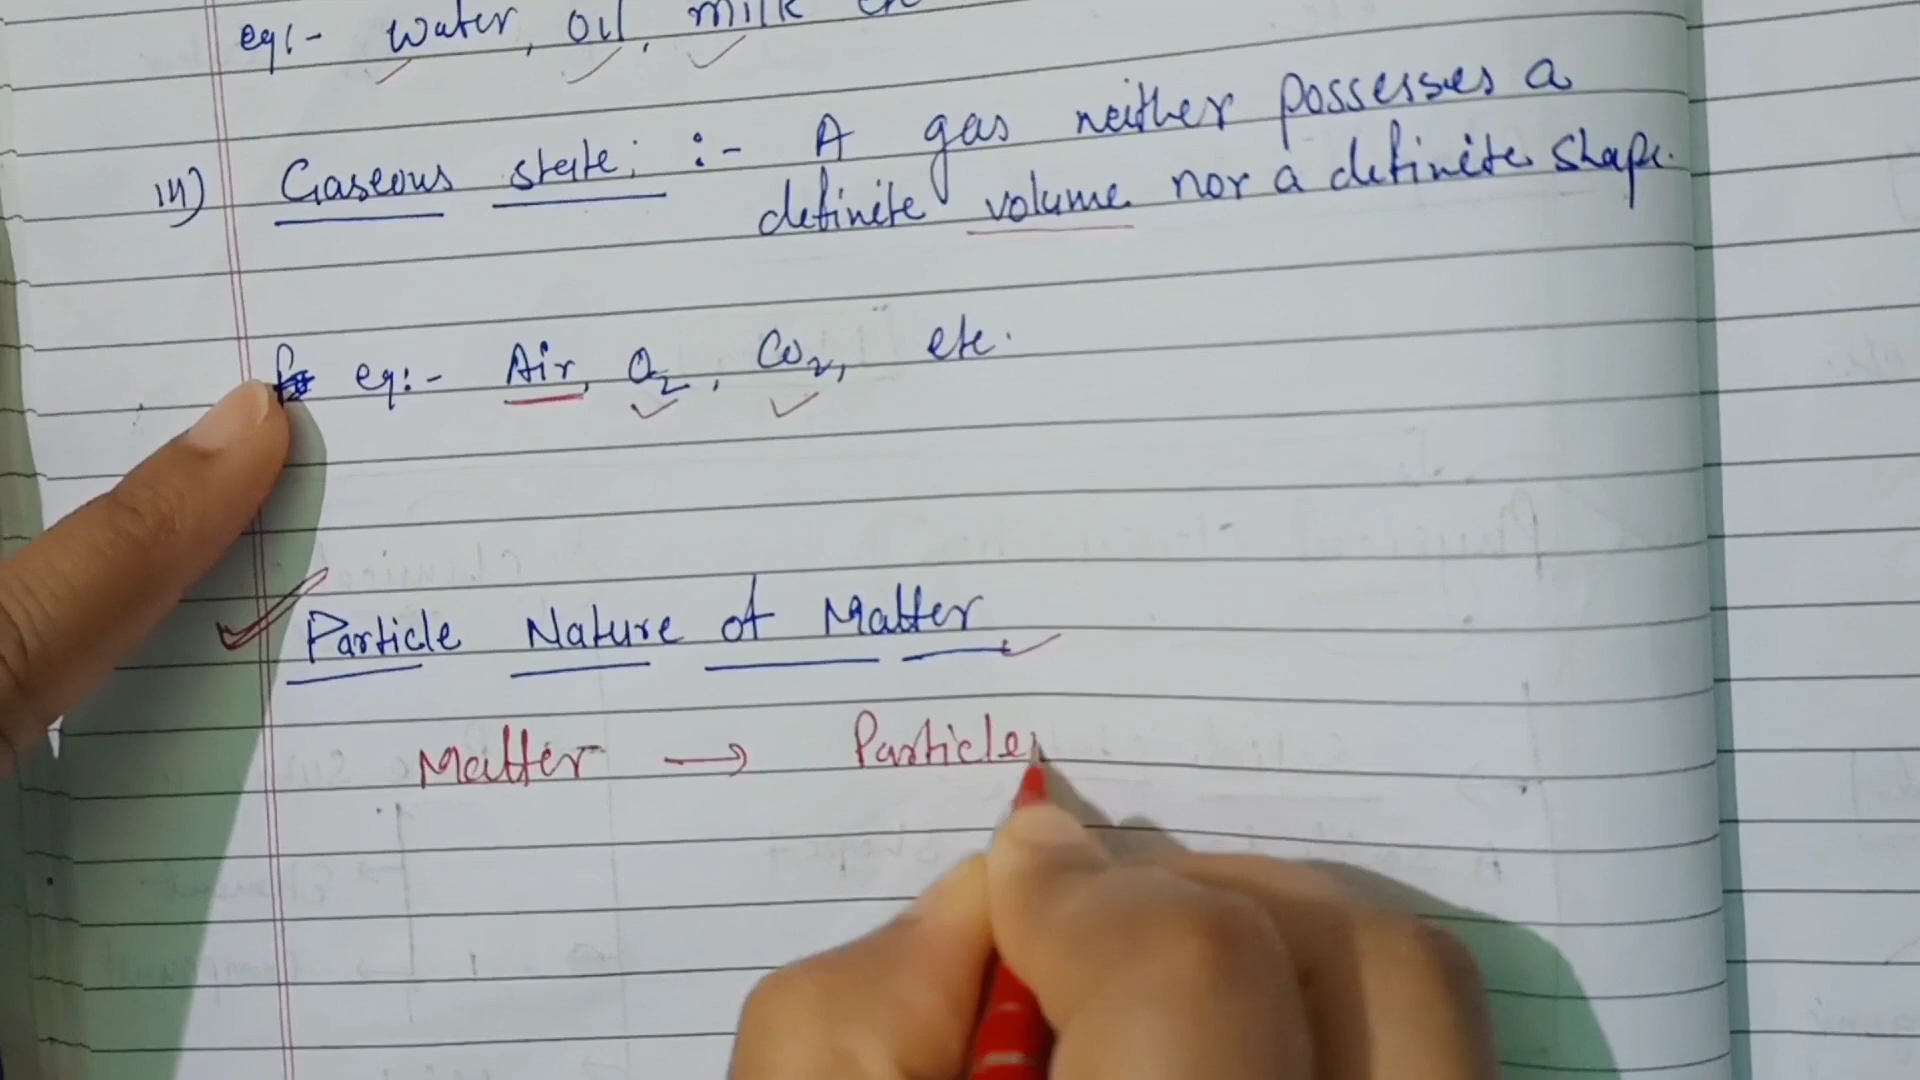 eg:- water, oil, milk
iii) Gaseous state; :- A gas neither possesses a
definite volume nor a definite shape.
eg:- Air, O2, CO2, etc.
Particle Nature of Matter
Matter → Particle